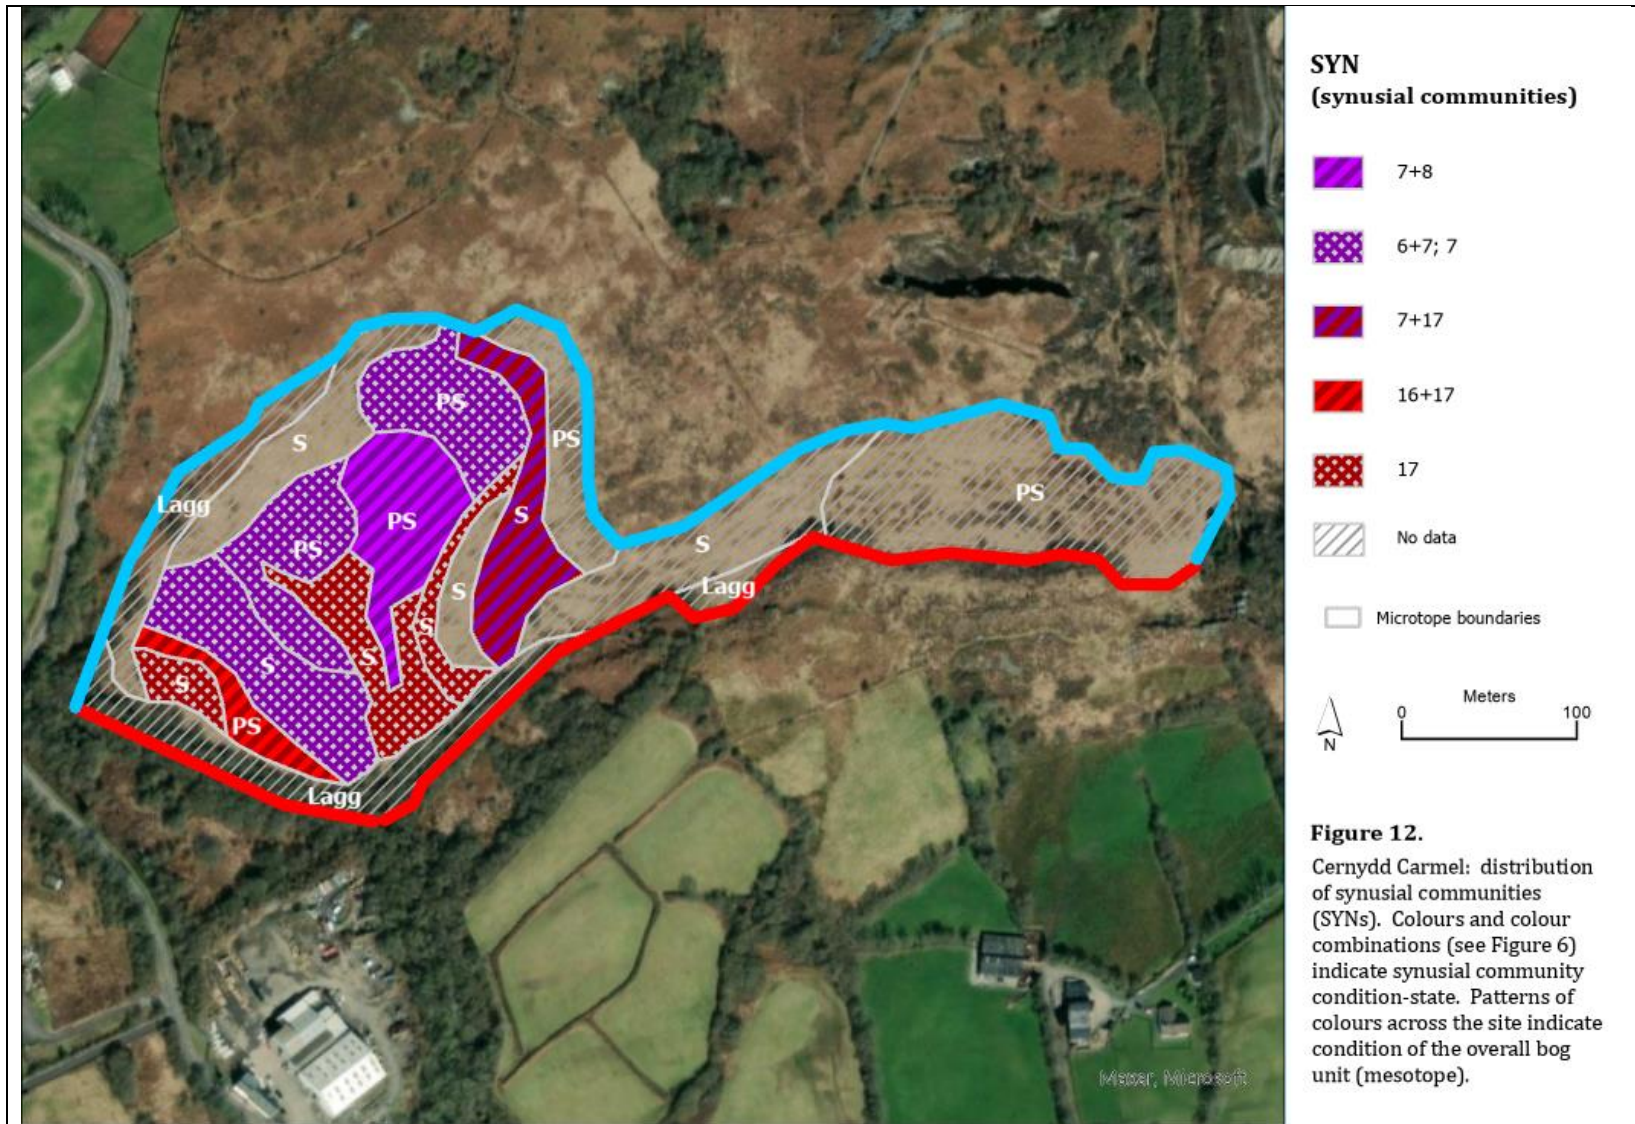 SYN
(synusial communities)
7+8
6+7; 7
7+17
16+17
17
No data
Microtope boundaries
Meters
0 100
N
Figure 12.
Cernydd Carmel: distribution
of synusial communities
(SYNs). Colours and colour
combinations (see Figure 6)
indicate synusial community
condition-state. Patterns of
colours across the site indicate
condition of the overall bog
unit (mesotope).
PS
S
PS
Lagg
PS
PS
S
PS
S
PS
S
S
S
S
S
Lagg
PS
Lagg
Maxar, Microsoft